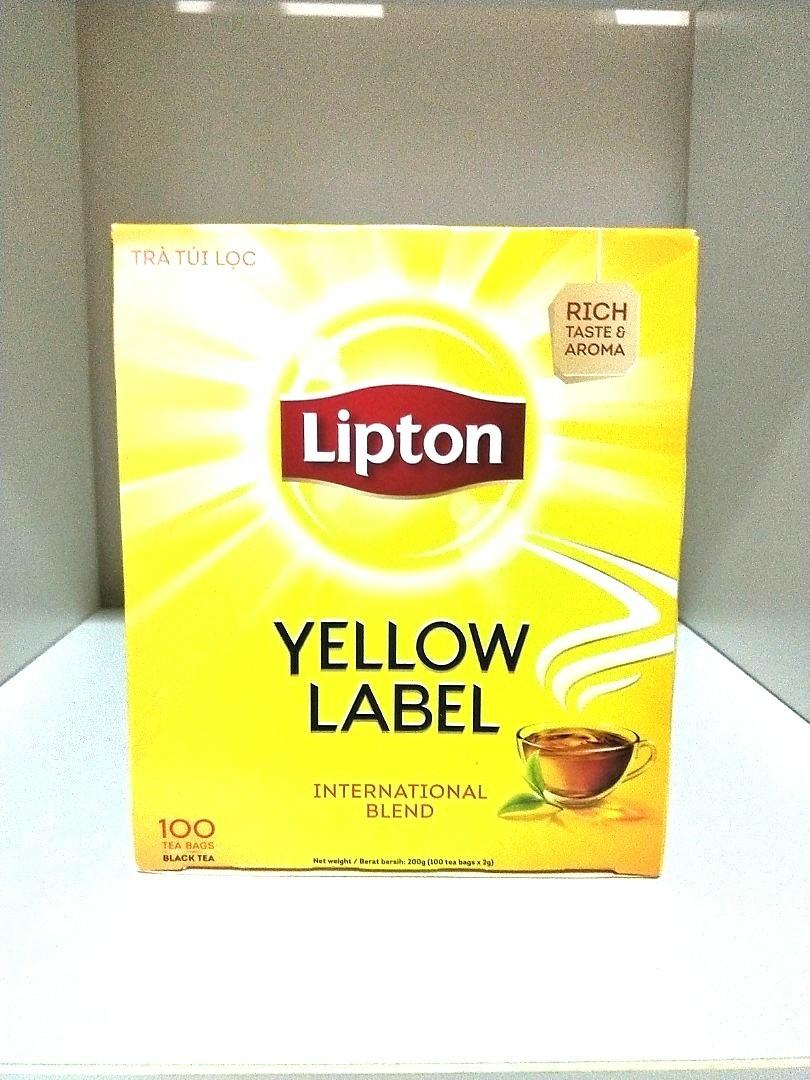 TRÀ TÚI LỌC
RICH
TASTE &
AROMA
Lipton
YELLOW
LABEL
INTERNATIONAL
BLEND
100
TEA BAGS
BLACK TEA
Net weight / Berat bersih: 200g (100 tea bags x 2g)